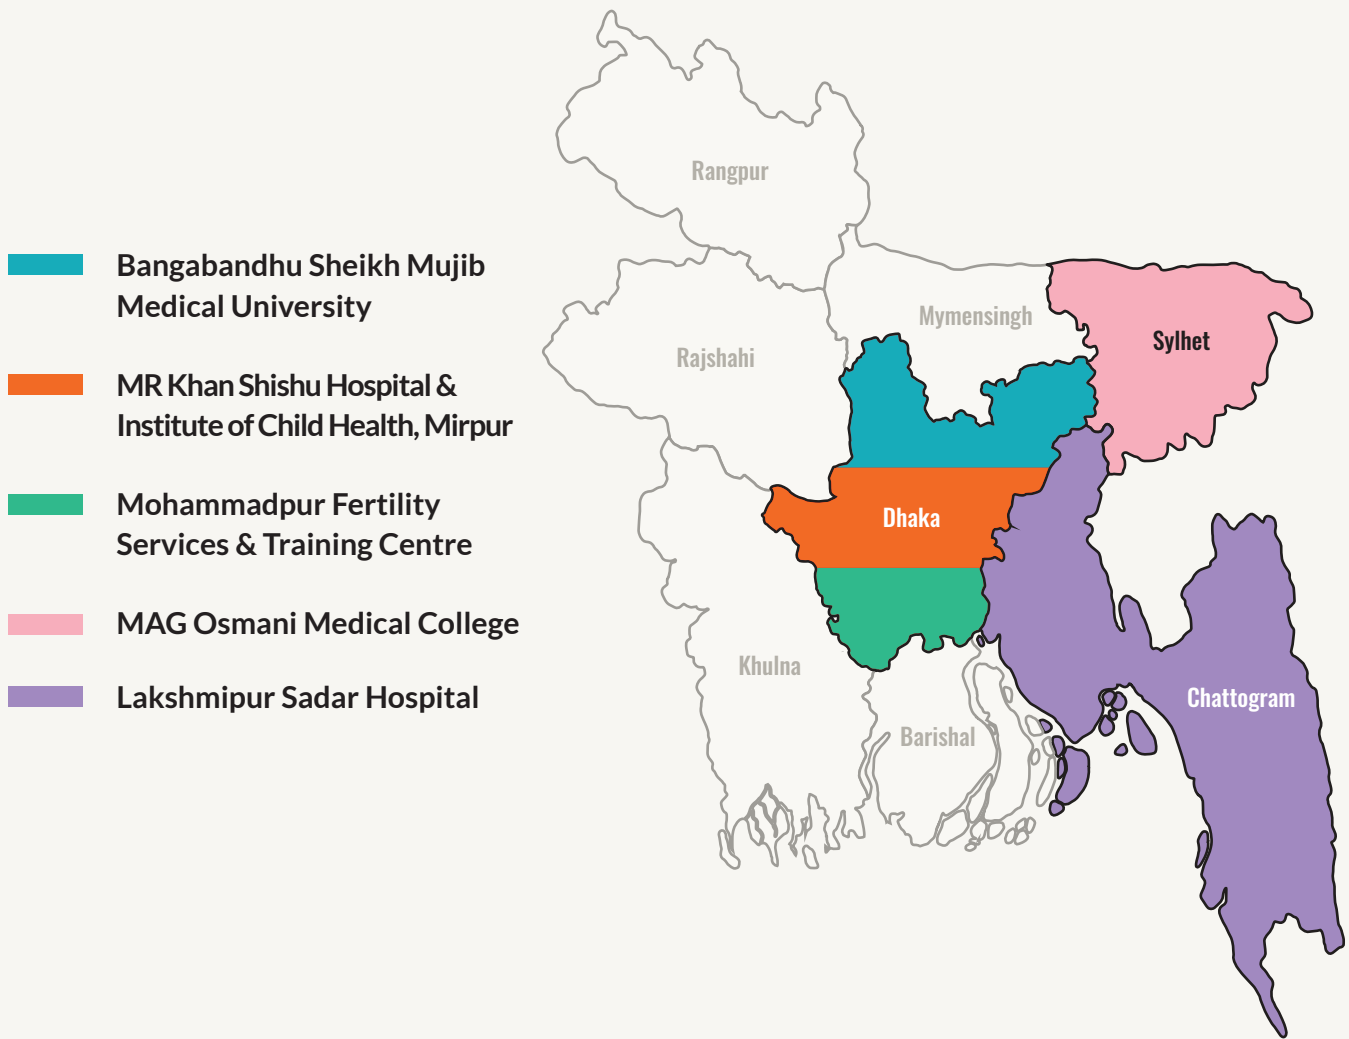 Bangabandhu Sheikh Mujib
Medical University
MR Khan Shishu Hospital &
Institute of Child Health, Mirpur
Mohammadpur Fertility
Services & Training Centre
MAG Osmani Medical College
Lakshmipur Sadar Hospital
Rangpur
Mymensingh
Sylhet
Rajshahi
Dhaka
Khulna
Chattogram
Barishal